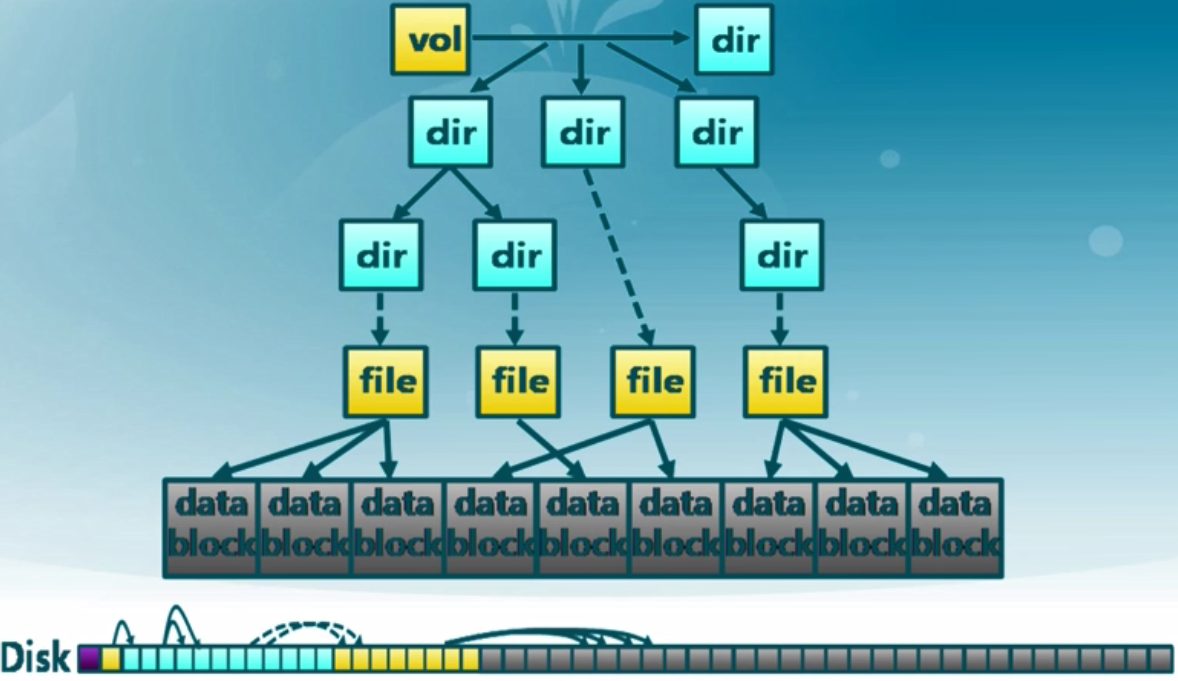 vol dir
dir dir dir
dir dir dir
file file file file
data data data data data data data data data
block block block block block block block block block
Disk